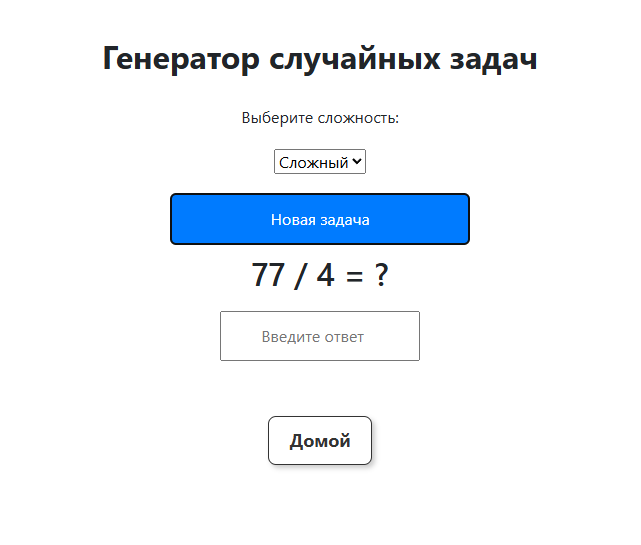 Генератор случайных задач
Выберите сложность:
Сложный
Новая задача
77 / 4 = ?
Введите ответ
Домой